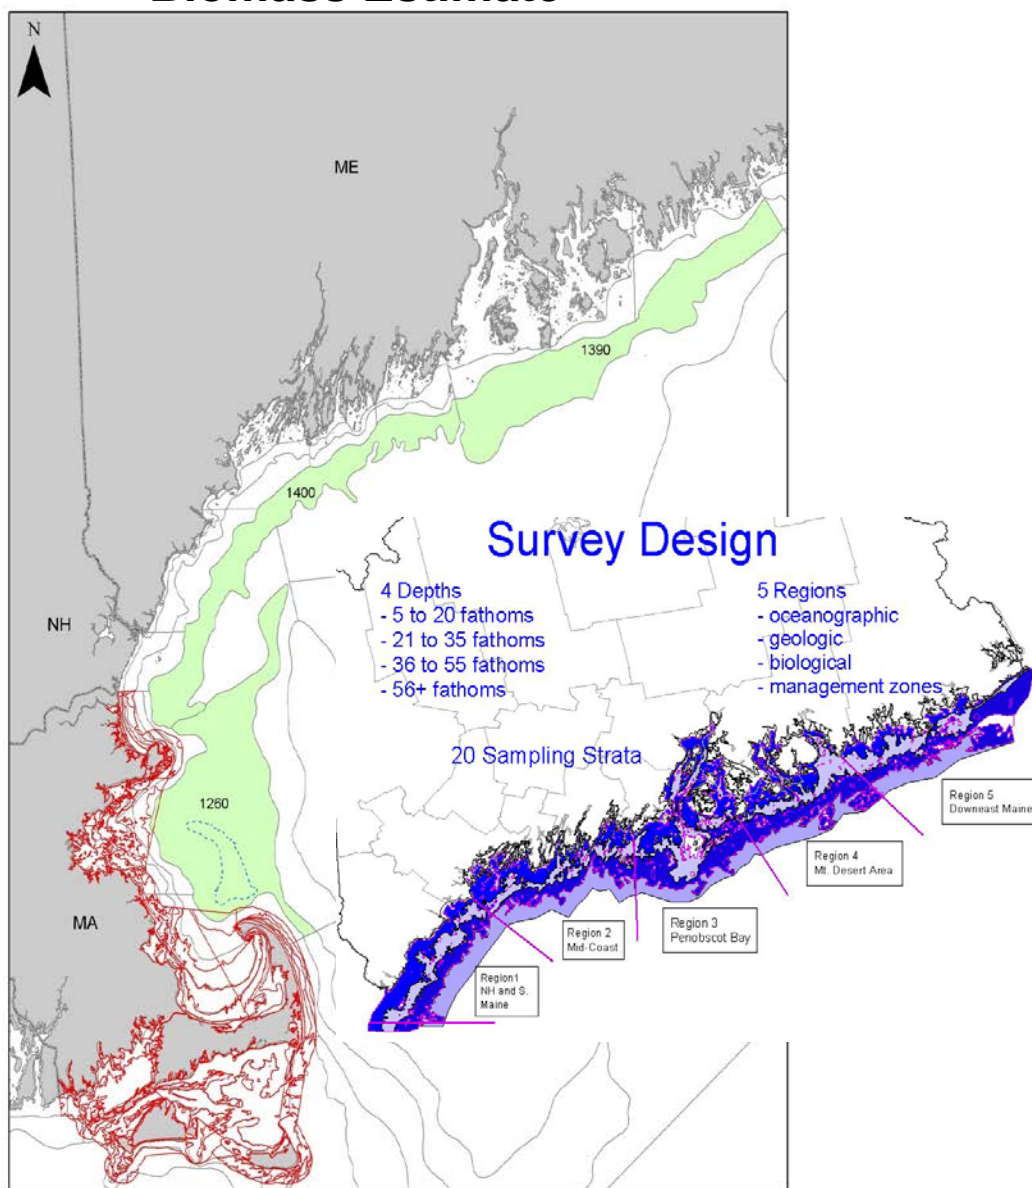 Biomass Estimate
N
ME
1390
1400
NH
1260
MA
Survey Design
4 Depths
- 5 to 20 fathoms
- 21 to 35 fathoms
- 36 to 55 fathoms
- 56+ fathoms
5 Regions
- oceanographic
- geologic
- biological
- management zones
20 Sampling Strata
Region 5
Downeast Maine
Region 4
Mt. Desert Area
Region 3
Penobscot Bay
Region 2
Mid-Coast
Region1
NH and S.
Maine